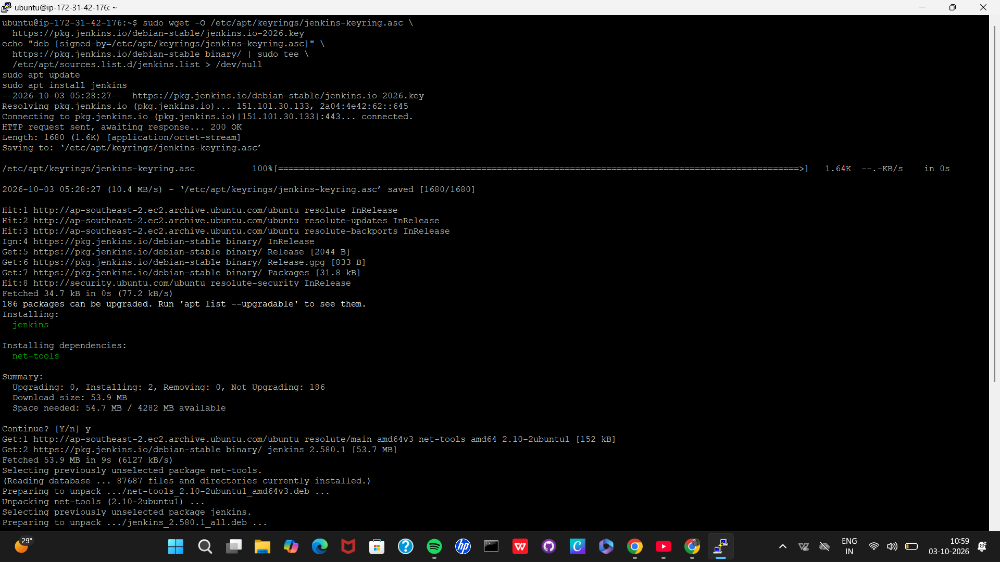 ubuntu@ip-172-31-42-176: ~
ubuntu@ip-172-31-42-176:~$ sudo wget -O /etc/apt/keyrings/jenkins-keyring.asc \
  https://pkg.jenkins.io/debian-stable/jenkins.io-2026.key
echo "deb [signed-by=/etc/apt/keyrings/jenkins-keyring.asc]" \
  https://pkg.jenkins.io/debian-stable binary/ | sudo tee \
  /etc/apt/sources.list.d/jenkins.list > /dev/null
sudo apt update
sudo apt install jenkins
--2026-10-03 05:28:27--  https://pkg.jenkins.io/debian-stable/jenkins.io-2026.key
Resolving pkg.jenkins.io (pkg.jenkins.io)... 151.101.30.133, 2a04:4e42:62::645
Connecting to pkg.jenkins.io (pkg.jenkins.io)|151.101.30.133|:443... connected.
HTTP request sent, awaiting response... 200 OK
Length: 1680 (1.6K) [application/octet-stream]
Saving to: ‘/etc/apt/keyrings/jenkins-keyring.asc’
/etc/apt/keyrings/jenkins-keyring.asc           100%[====================================================================================================>]   1.64K  --.-KB/s    in 0s
2026-10-03 05:28:27 (10.4 MB/s) - ‘/etc/apt/keyrings/jenkins-keyring.asc’ saved [1680/1680]
Hit:1 http://ap-southeast-2.ec2.archive.ubuntu.com/ubuntu resolute InRelease
Hit:2 http://ap-southeast-2.ec2.archive.ubuntu.com/ubuntu resolute-updates InRelease
Hit:3 http://ap-southeast-2.ec2.archive.ubuntu.com/ubuntu resolute-backports InRelease
Ign:4 https://pkg.jenkins.io/debian-stable binary/ InRelease
Get:5 https://pkg.jenkins.io/debian-stable binary/ Release [2044 B]
Get:6 https://pkg.jenkins.io/debian-stable binary/ Release.gpg [833 B]
Get:7 https://pkg.jenkins.io/debian-stable binary/ Packages [31.8 kB]
Hit:8 http://security.ubuntu.com/ubuntu resolute-security InRelease
Fetched 34.7 kB in 0s (77.2 kB/s)
186 packages can be upgraded. Run 'apt list --upgradable' to see them.
Installing:
  jenkins
Installing dependencies:
  net-tools
Summary:
  Upgrading: 0, Installing: 2, Removing: 0, Not Upgrading: 186
  Download size: 53.9 MB
  Space needed: 54.7 MB / 4282 MB available
Continue? [Y/n] y
Get:1 http://ap-southeast-2.ec2.archive.ubuntu.com/ubuntu resolute/main amd64v3 net-tools amd64 2.10-2ubuntu1 [152 kB]
Get:2 https://pkg.jenkins.io/debian-stable binary/ jenkins 2.580.1 [53.7 MB]
Fetched 53.9 MB in 9s (6127 kB/s)
Selecting previously unselected package net-tools.
(Reading database ... 87687 files and directories currently installed.)
Preparing to unpack .../net-tools_2.10-2ubuntu1_amd64v3.deb ...
Unpacking net-tools (2.10-2ubuntu1) ...
Selecting previously unselected package jenkins.
Preparing to unpack .../jenkins_2.580.1_all.deb ...
29°
ENG
IN
10:59
03-10-2026